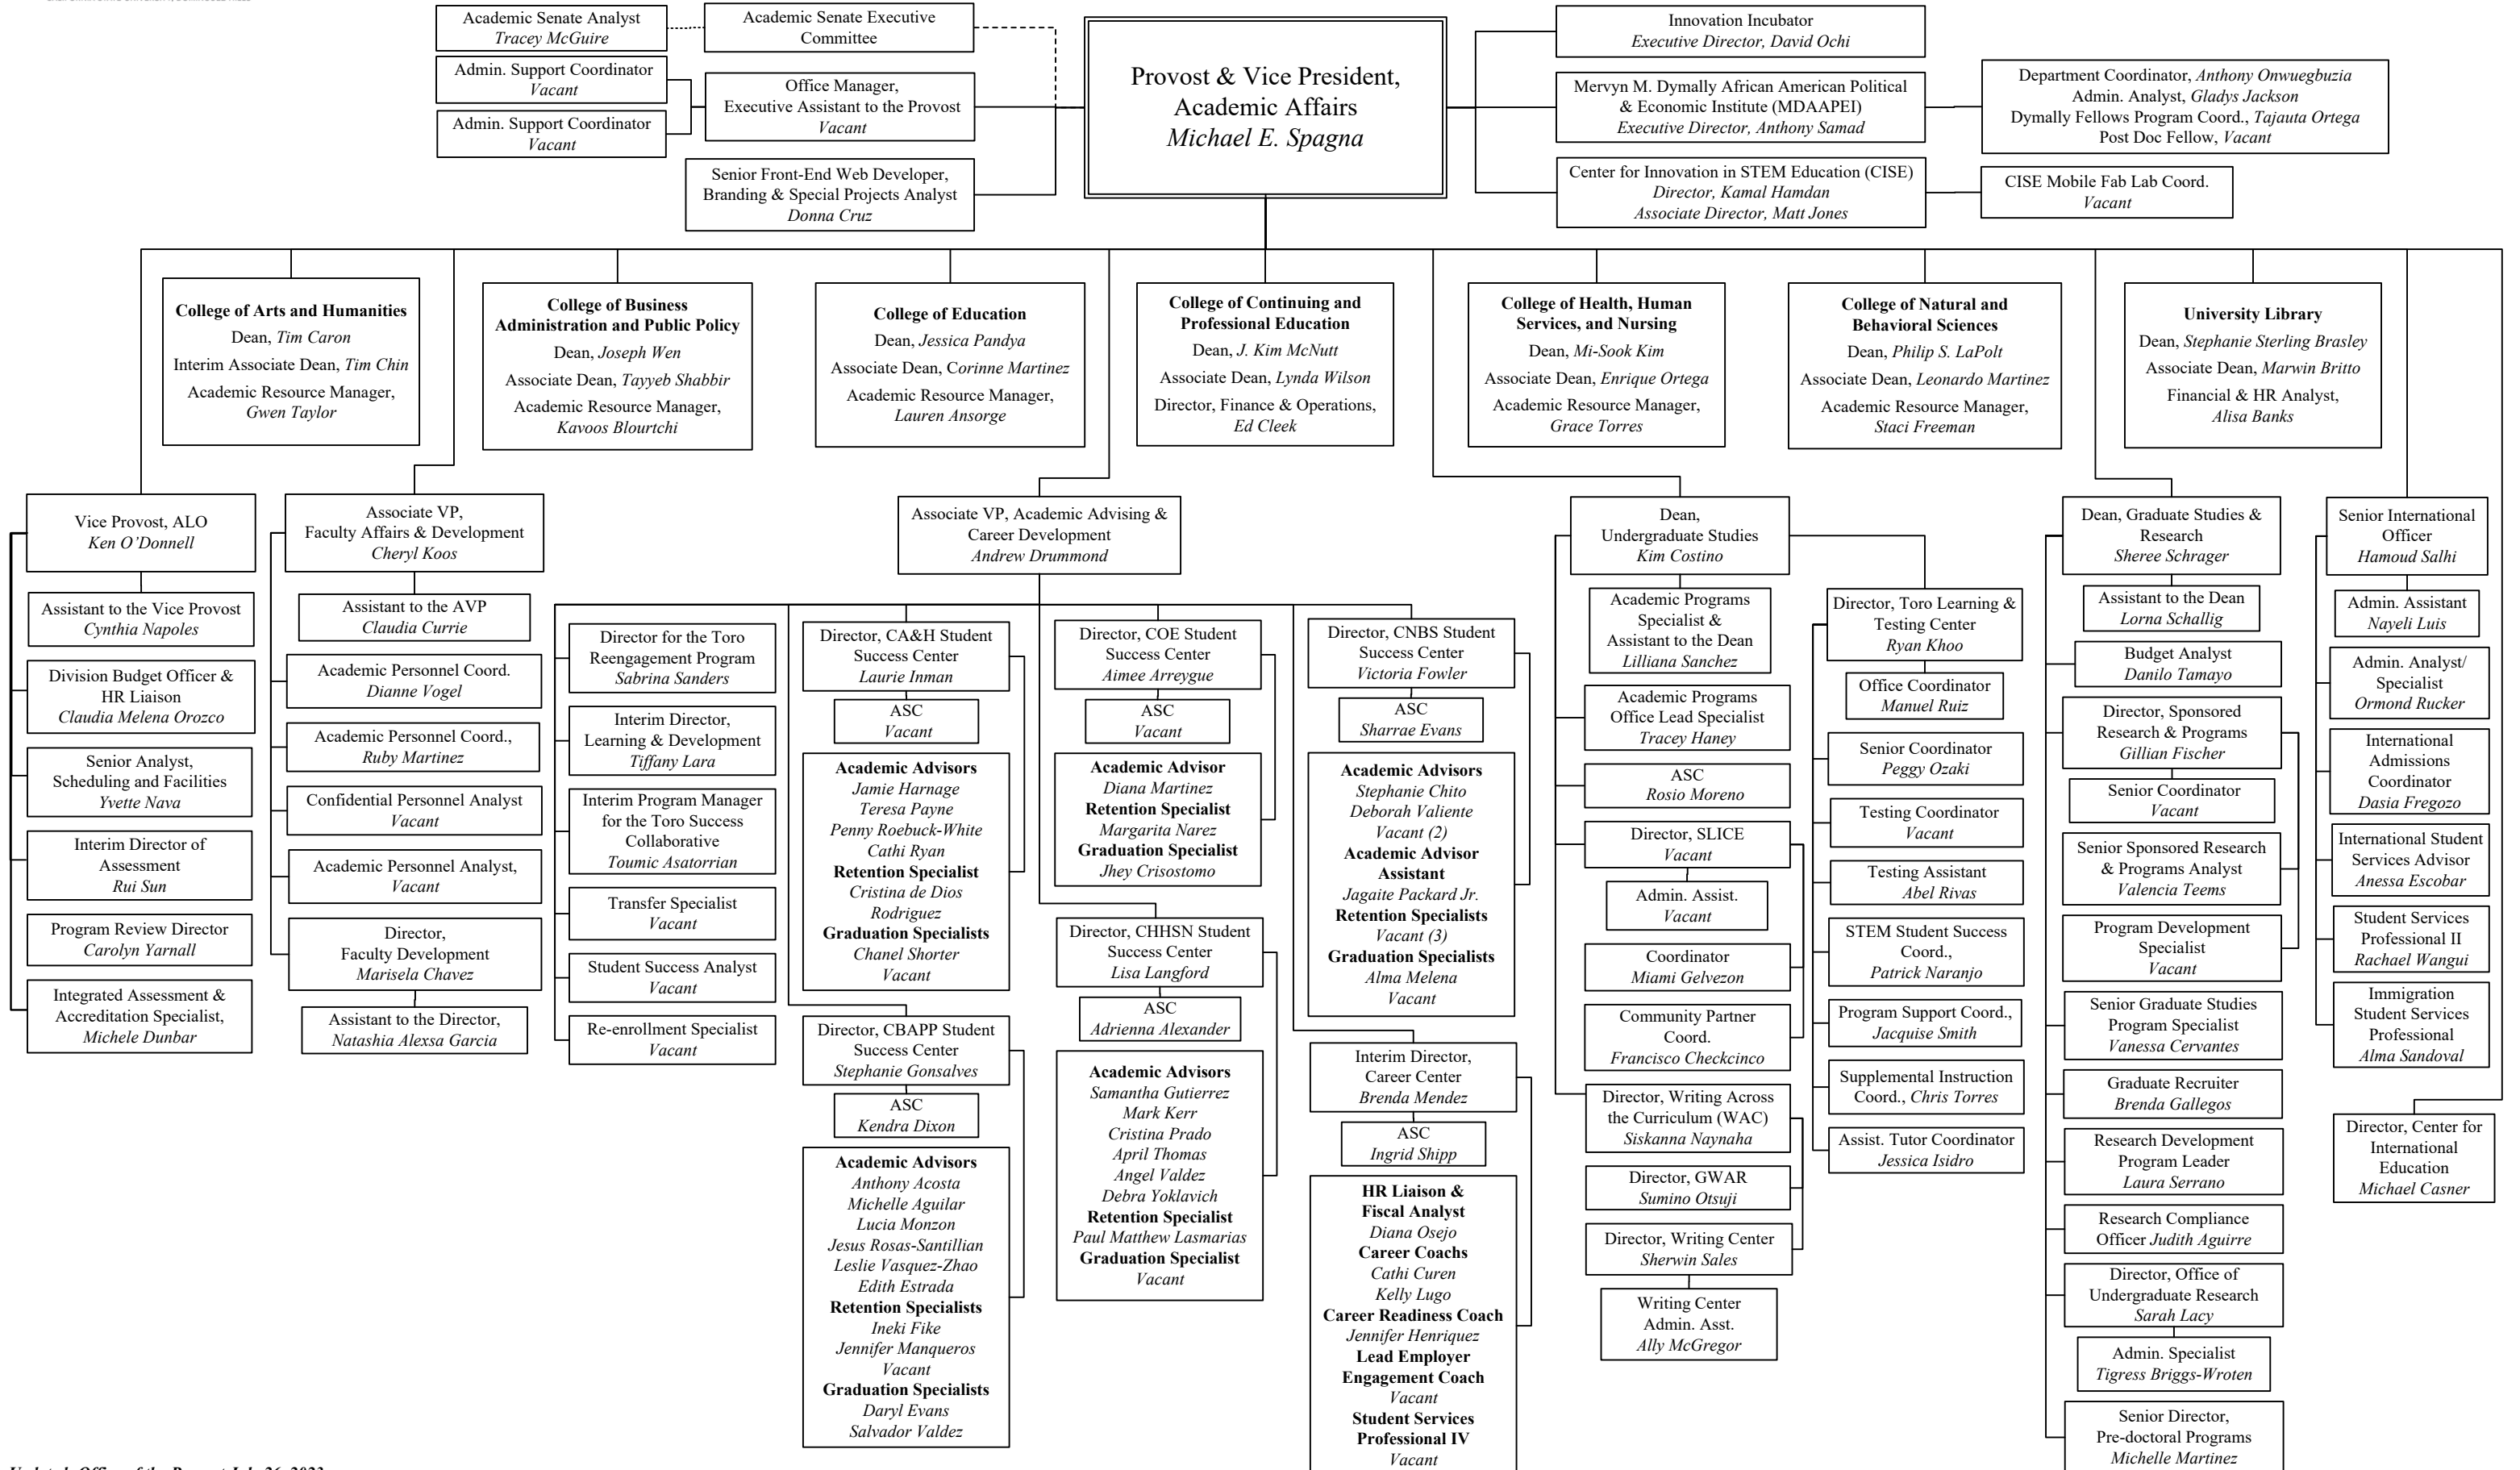 Academic Senate Analyst
Tracey McGuire
Academic Senate Executive
Committee
Admin. Support Coordinator
Vacant
Admin. Support Coordinator
Vacant
Office Manager,
Executive Assistant to the Provost
Vacant
Senior Front-End Web Developer,
Branding & Special Projects Analyst
Donna Cruz
Provost & Vice President,
Academic Affairs
Michael E. Spagna
Innovation Incubator
Executive Director, David Ochi
Mervyn M. Dymally African American Political
& Economic Institute (MDAAPEI)
Executive Director, Anthony Samad
Department Coordinator, Anthony Onwuegbuzia
Admin. Analyst, Gladys Jackson
Dymally Fellows Program Coord., Tajauta Ortega
Post Doc Fellow, Vacant
Center for Innovation in STEM Education (CISE)
Director, Kamal Hamdan
Associate Director, Matt Jones
CISE Mobile Fab Lab Coord.
Vacant
College of Arts and Humanities
Dean, Tim Caron
Interim Associate Dean, Tim Chin
Academic Resource Manager,
Gwen Taylor
College of Business
Administration and Public Policy
Dean, Joseph Wen
Associate Dean, Tayyeb Shabbir
Academic Resource Manager,
Kavoos Blourtchi
College of Education
Dean, Jessica Pandya
Associate Dean, Corinne Martinez
Academic Resource Manager,
Lauren Ansorge
College of Continuing and
Professional Education
Dean, J. Kim McNutt
Associate Dean, Lynda Wilson
Director, Finance & Operations,
Ed Cleek
College of Health, Human
Services, and Nursing
Dean, Mi-Sook Kim
Associate Dean, Enrique Ortega
Academic Resource Manager,
Grace Torres
College of Natural and
Behavioral Sciences
Dean, Philip S. LaPolt
Associate Dean, Leonardo Martinez
Academic Resource Manager,
Staci Freeman
University Library
Dean, Stephanie Sterling Brasley
Associate Dean, Marwin Britto
Financial & HR Analyst,
Alisa Banks
Vice Provost, ALO
Ken O’Donnell
Assistant to the Vice Provost
Cynthia Napoles
Division Budget Officer &
HR Liaison
Claudia Melena Orozco
Senior Analyst,
Scheduling and Facilities
Yvette Nava
Interim Director of
Assessment
Rui Sun
Program Review Director
Carolyn Yarnall
Integrated Assessment &
Accreditation Specialist,
Michele Dunbar
Associate VP,
Faculty Affairs & Development
Cheryl Koos
Assistant to the AVP
Claudia Currie
Academic Personnel Coord.
Dianne Vogel
Academic Personnel Coord.,
Ruby Martinez
Confidential Personnel Analyst
Vacant
Academic Personnel Analyst,
Vacant
Director,
Faculty Development
Marisela Chavez
Assistant to the Director,
Natashia Alexsa Garcia
Associate VP, Academic Advising &
Career Development
Andrew Drummond
Director for the Toro
Reengagement Program
Sabrina Sanders
Interim Director,
Learning & Development
Tiffany Lara
Interim Program Manager
for the Toro Success
Collaborative
Toumic Asatorrian
Transfer Specialist
Vacant
Student Success Analyst
Vacant
Re-enrollment Specialist
Vacant
Director, CA&H Student
Success Center
Laurie Inman
ASC
Vacant
Academic Advisors
Jamie Harnage
Teresa Payne
Penny Roebuck-White
Cathi Ryan
Retention Specialist
Cristina de Dios
Rodriguez
Graduation Specialists
Chanel Shorter
Vacant
Director, CBAPP Student
Success Center
Stephanie Gonsalves
ASC
Kendra Dixon
Academic Advisors
Anthony Acosta
Michelle Aguilar
Lucia Monzon
Jesus Rosas-Santillian
Leslie Vasquez-Zhao
Edith Estrada
Retention Specialists
Ineki Fike
Jennifer Manqueros
Vacant
Graduation Specialists
Daryl Evans
Salvador Valdez
Director, COE Student
Success Center
Aimee Arreygue
ASC
Vacant
Academic Advisor
Diana Martinez
Retention Specialist
Margarita Narez
Graduation Specialist
Jhey Crisostomo
Director, CHHSN Student
Success Center
Lisa Langford
ASC
Adrienna Alexander
Academic Advisors
Samantha Gutierrez
Mark Kerr
Cristina Prado
April Thomas
Angel Valdez
Debra Yoklavich
Retention Specialist
Paul Matthew Lasmarias
Graduation Specialist
Vacant
Director, CNBS Student
Success Center
Victoria Fowler
ASC
Sharrae Evans
Academic Advisors
Stephanie Chito
Deborah Valiente
Vacant (2)
Academic Advisor
Assistant
Jagaite Packard Jr.
Retention Specialists
Vacant (3)
Graduation Specialists
Alma Melena
Vacant
Interim Director,
Career Center
Brenda Mendez
ASC
Ingrid Shipp
HR Liaison &
Fiscal Analyst
Diana Osejo
Career Coachs
Cathi Curen
Kelly Lugo
Career Readiness Coach
Jennifer Henriquez
Lead Employer
Engagement Coach
Vacant
Student Services
Professional IV
Vacant
Dean,
Undergraduate Studies
Kim Costino
Academic Programs
Specialist &
Assistant to the Dean
Lilliana Sanchez
Academic Programs
Office Lead Specialist
Tracey Haney
ASC
Rosio Moreno
Director, SLICE
Vacant
Admin. Assist.
Vacant
Coordinator
Miami Gelvezon
Community Partner
Coord.
Francisco Checkcinco
Director, Writing Across
the Curriculum (WAC)
Siskanna Naynaha
Director, GWAR
Sumino Otsuji
Director, Writing Center
Sherwin Sales
Writing Center
Admin. Asst.
Ally McGregor
Director, Toro Learning &
Testing Center
Ryan Khoo
Office Coordinator
Manuel Ruiz
Senior Coordinator
Peggy Ozaki
Testing Coordinator
Vacant
Testing Assistant
Abel Rivas
STEM Student Success
Coord.,
Patrick Naranjo
Program Support Coord.,
Jacquise Smith
Supplemental Instruction
Coord., Chris Torres
Assist. Tutor Coordinator
Jessica Isidro
Dean, Graduate Studies &
Research
Sheree Schrager
Assistant to the Dean
Lorna Schallig
Budget Analyst
Danilo Tamayo
Director, Sponsored
Research & Programs
Gillian Fischer
Senior Coordinator
Vacant
Senior Sponsored Research
& Programs Analyst
Valencia Teems
Program Development
Specialist
Vacant
Senior Graduate Studies
Program Specialist
Vanessa Cervantes
Graduate Recruiter
Brenda Gallegos
Research Development
Program Leader
Laura Serrano
Research Compliance
Officer Judith Aguirre
Director, Office of
Undergraduate Research
Sarah Lacy
Admin. Specialist
Tigress Briggs-Wroten
Senior Director,
Pre-doctoral Programs
Michelle Martinez
Senior International
Officer
Hamoud Salhi
Admin. Assistant
Nayeli Luis
Admin. Analyst/
Specialist
Ormond Rucker
International
Admissions
Coordinator
Dasia Fregozo
International Student
Services Advisor
Anessa Escobar
Student Services
Professional II
Rachael Wangui
Immigration
Student Services
Professional
Alma Sandoval
Director, Center for
International
Education
Michael Casner